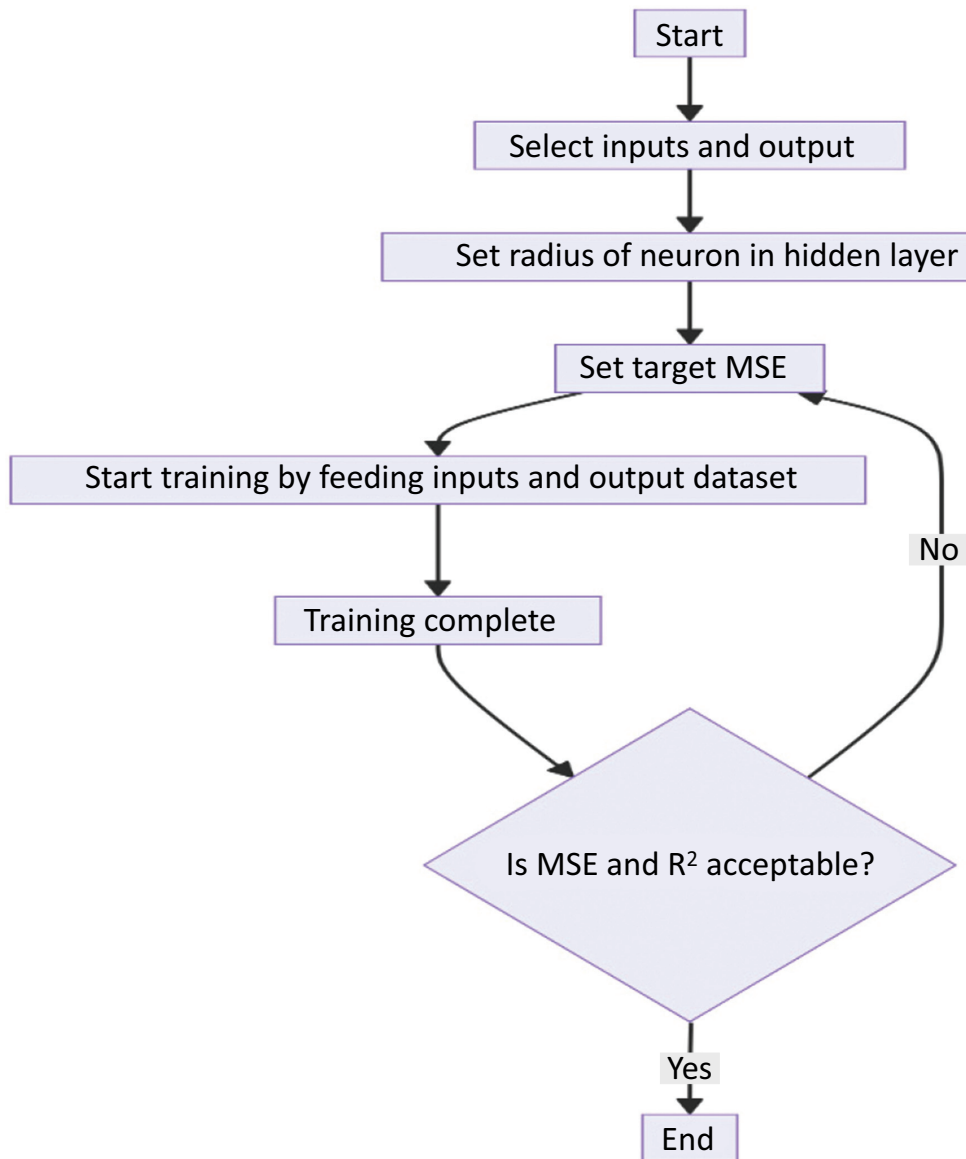 Start
Select inputs and output
Set radius of neuron in hidden layer
Set target MSE
Start training by feeding inputs and output dataset
No
Training complete
Is MSE and R² acceptable?
Yes
End